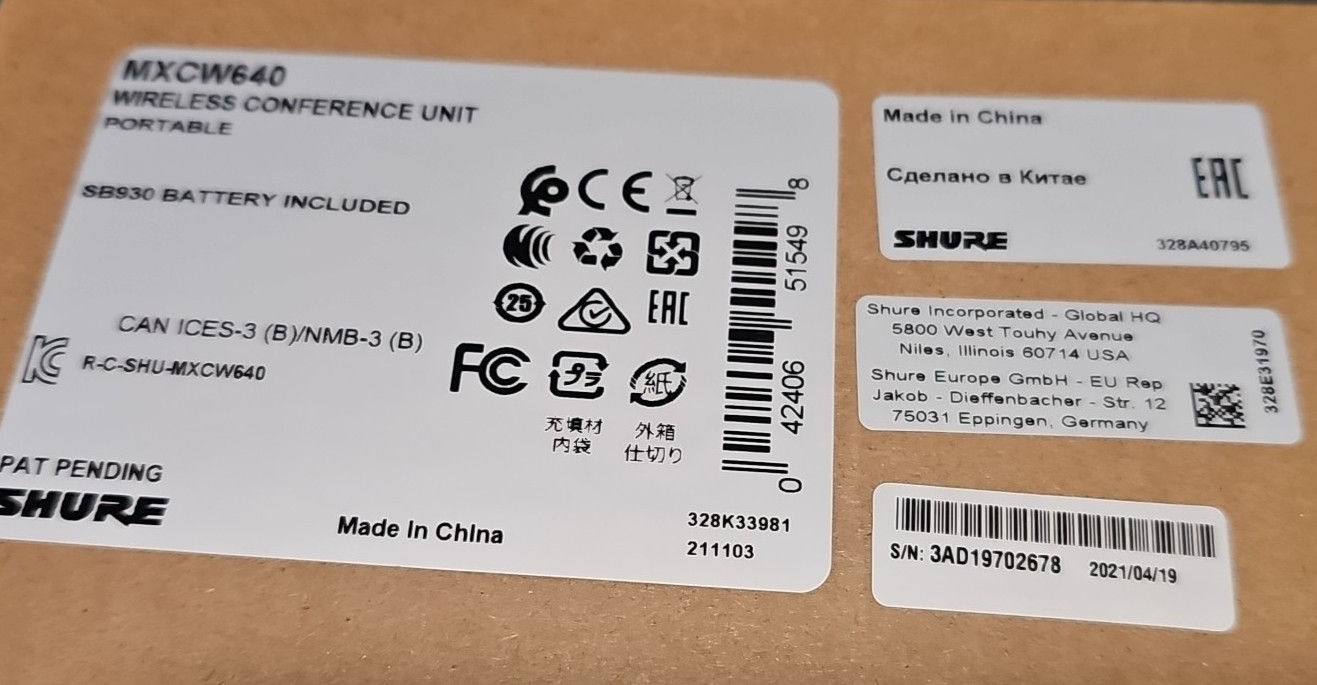 MXCW640
WIRELESS CONFERENCE UNIT
PORTABLE
SB930 BATTERY INCLUDED
CE
25
EAC
CAN ICES-3 (B)/NMB-3 (B)
R-C-SHU-MXCW640
FC
プラ
紙
充填材
内袋
外箱
仕切り
0 42406 51549 8
PAT PENDING
SHURE
Made In China
328K33981
211103
Made in China
Сделано в Китае
EAC
SHURE
328A40795
Shure Incorporated - Global HQ
5800 West Touhy Avenue
Niles, Illinois 60714 USA
Shure Europe GmbH - EU Rep
Jakob - Dieffenbacher - Str. 12
75031 Eppingen, Germany
328E31970
S/N: 3AD19702678 2021/04/19